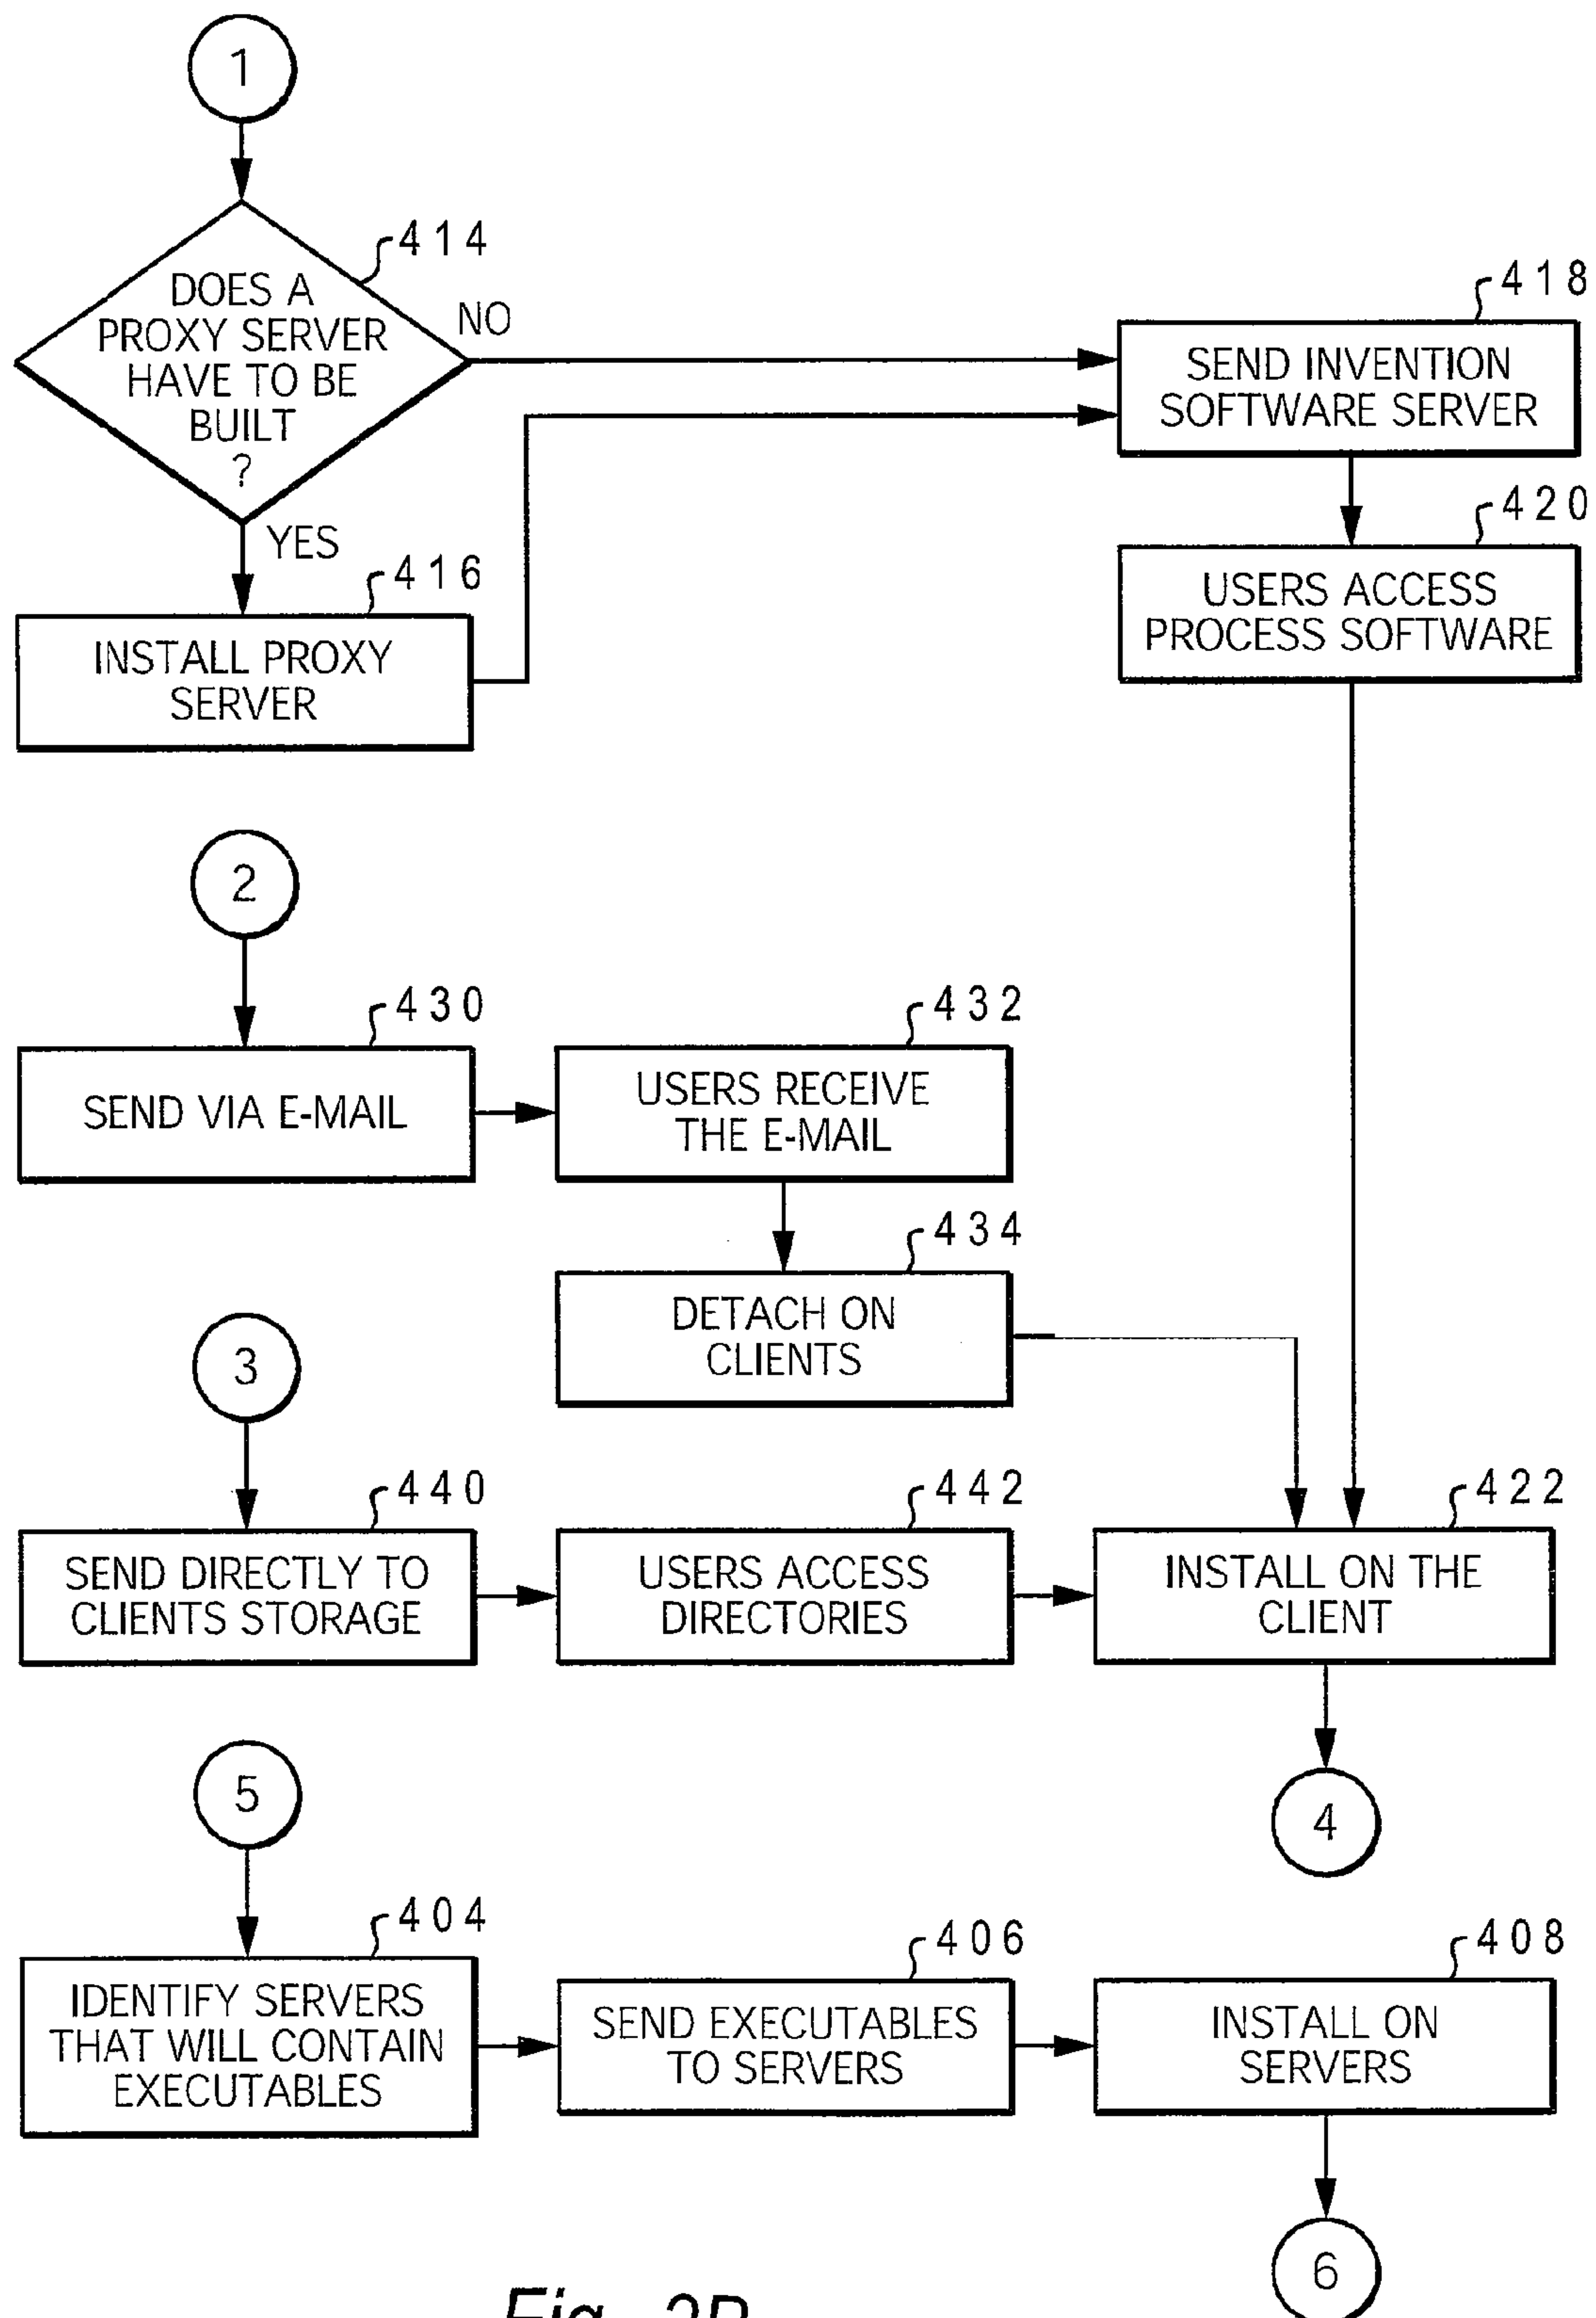 1
414
DOES A
PROXY SERVER
HAVE TO BE
BUILT
?
NO
YES
418
SEND INVENTION
SOFTWARE SERVER
420
USERS ACCESS
PROCESS SOFTWARE
416
INSTALL PROXY
SERVER
2
430
SEND VIA E-MAIL
432
USERS RECEIVE
THE E-MAIL
434
DETACH ON
CLIENTS
3
440
SEND DIRECTLY TO
CLIENTS STORAGE
442
USERS ACCESS
DIRECTORIES
422
INSTALL ON THE
CLIENT
4
5
404
IDENTIFY SERVERS
THAT WILL CONTAIN
EXECUTABLES
406
SEND EXECUTABLES
TO SERVERS
408
INSTALL ON
SERVERS
6